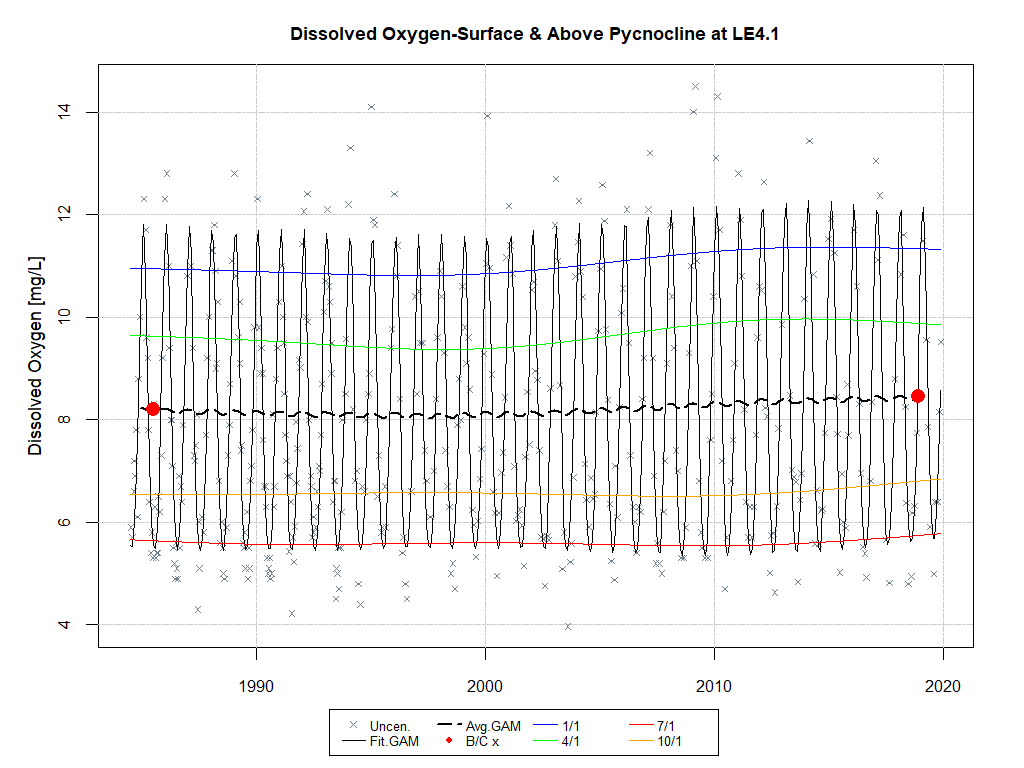 Dissolved Oxygen-Surface & Above Pycnocline at LE4.1
Dissolved Oxygen [mg/L]
14
12
10
8
6
4
1990 2000 2010 2020
Uncen. Avg.GAM 1/1 7/1
Fit.GAM B/C x 4/1 10/1